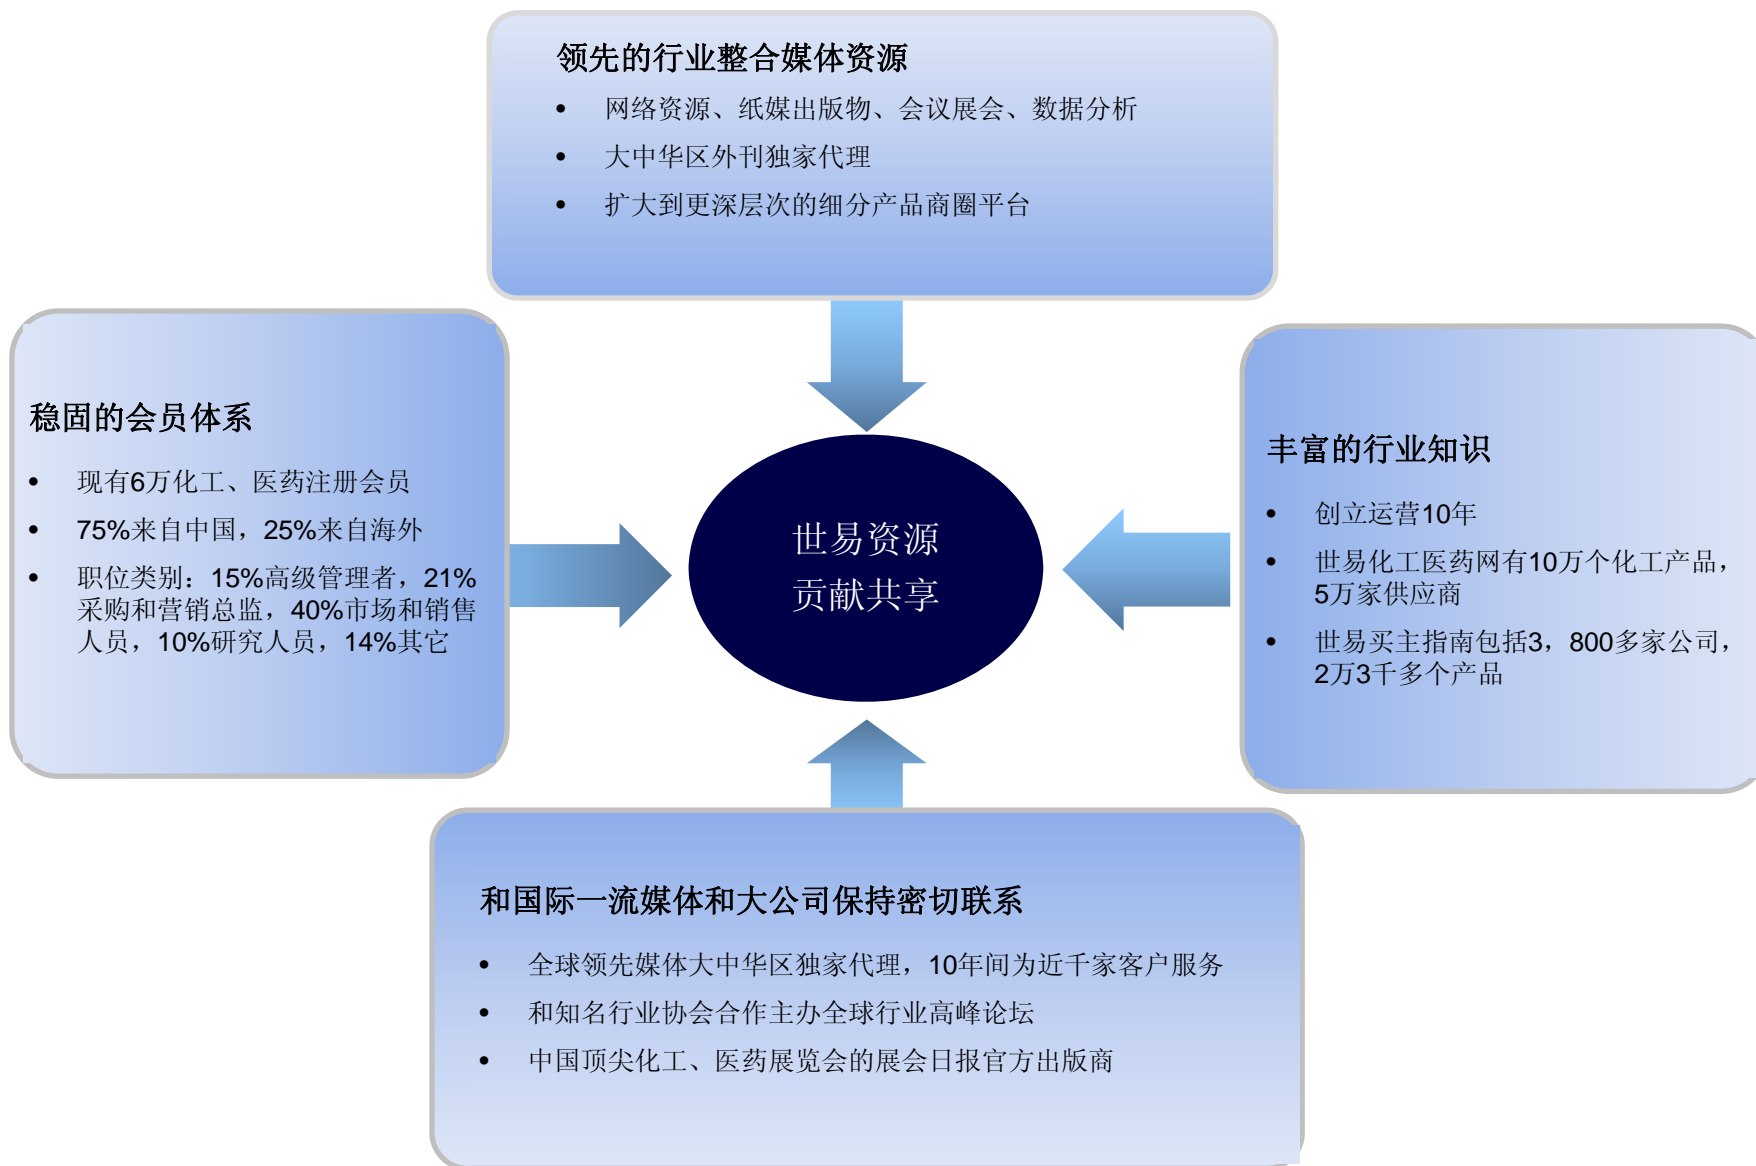 领先的行业整合媒体资源
• 网络资源、纸媒出版物、会议展会、数据分析
• 大中华区外刊独家代理
• 扩大到更深层次的细分产品商圈平台
稳固的会员体系
• 现有6万化工、医药注册会员
• 75%来自中国，25%来自海外
• 职位类别：15%高级管理者，21%
采购和营销总监，40%市场和销售
人员，10%研究人员，14%其它
世易资源
贡献共享
丰富的行业知识
• 创立运营10年
• 世易化工医药网有10万个化工产品，
5万家供应商
• 世易买主指南包括3，800多家公司，
2万3千多个产品
和国际一流媒体和大公司保持密切联系
• 全球领先媒体大中华区独家代理，10年间为近千家客户服务
• 和知名行业协会合作主办全球行业高峰论坛
• 中国顶尖化工、医药展览会的展会日报官方出版商